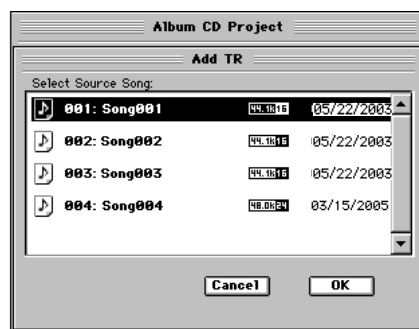 Album CD Project
Add TR
Select Source Song:
001: Song001 44.1K16 05/22/2003
002: Song002 44.1K16 05/22/2003
003: Song003 44.1K16 05/22/2003
004: Song004 48.0K24 03/15/2005
Cancel OK